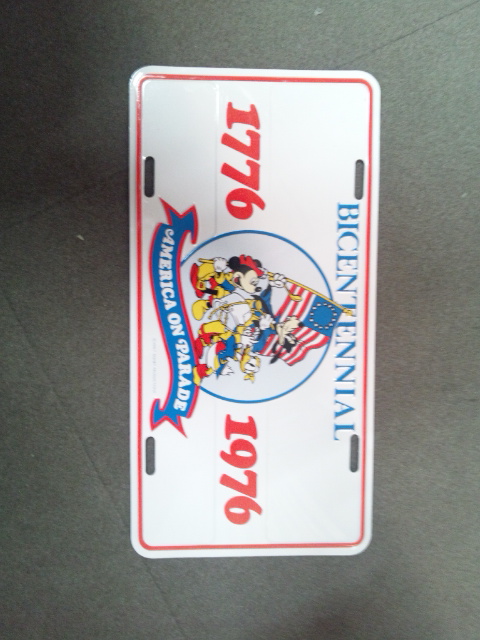 BICENTENNIAL
1776 1976
AMERICA ON PARADE